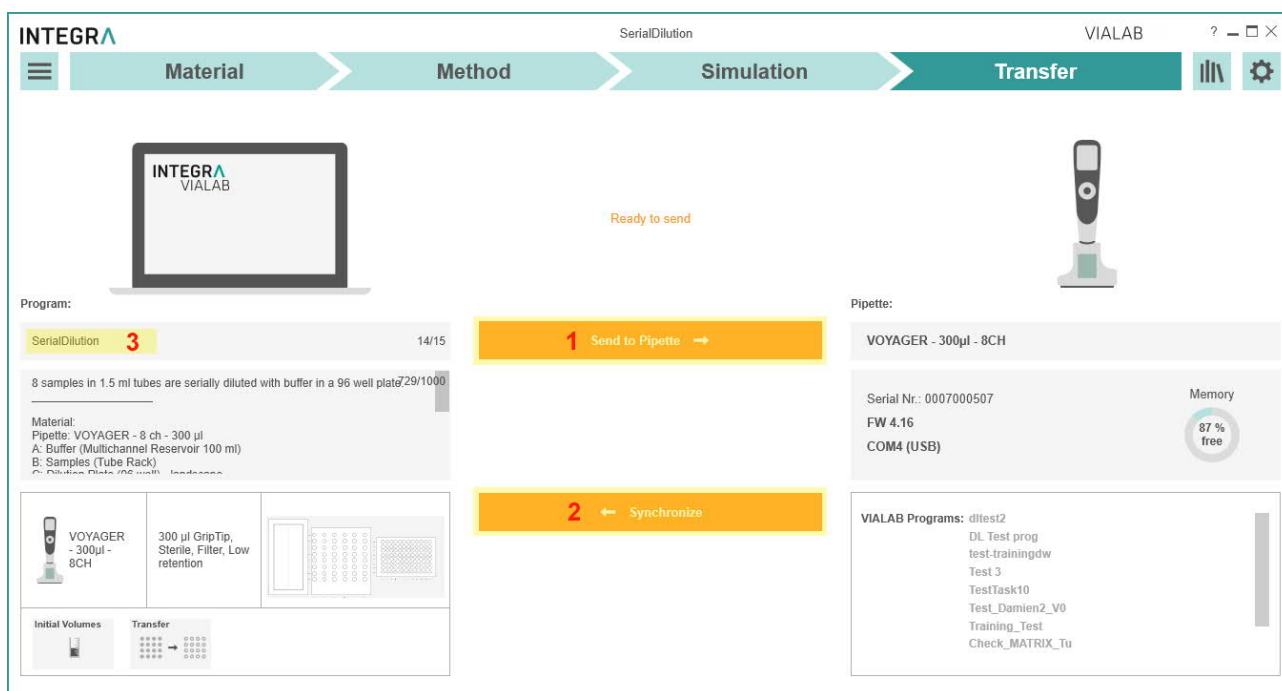 INTEGRA
SerialDilution
VIALAB
?
Material
Method
Simulation
Transfer
INTEGRA
VIALAB
Ready to send
Program:
Pipette:
SerialDilution 3
14/15
1 Send to Pipette →
VOYAGER - 300µl - 8CH
8 samples in 1.5 ml tubes are serially diluted with buffer in a 96 well plate.
729/1000
Material:
Pipette: VOYAGER - 8 ch - 300 µl
A: Buffer (Multichannel Reservoir 100 ml)
B: Samples (Tube Rack)
C: Dilution Plate (96 well) - landscape
Serial Nr.: 0007000507
FW 4.16
COM4 (USB)
Memory
87 %
free
2 ← Synchronize
VOYAGER
- 300µl -
8CH
300 µl GripTip,
Sterile, Filter, Low
retention
Initial Volumes
Transfer
VIALAB Programs: dltest2
DL Test prog
test-trainingdw
Test 3
TestTask10
Test_Damien2_V0
Training_Test
Check_MATRIX_Tu